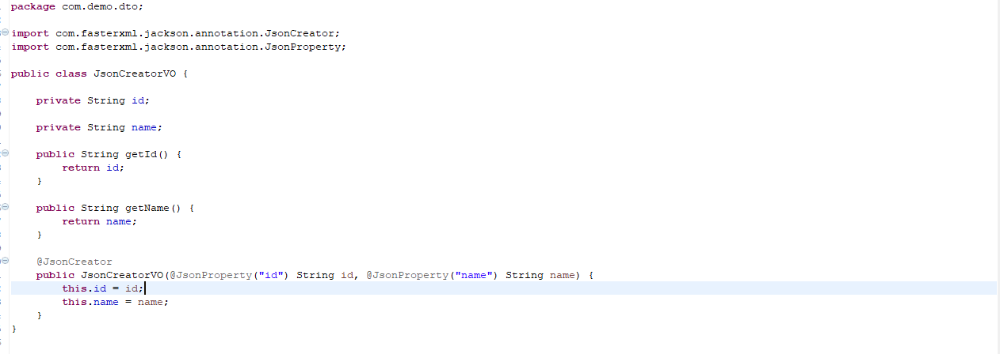 package com.demo.dto;
import com.fasterxml.jackson.annotation.JsonCreator;
import com.fasterxml.jackson.annotation.JsonProperty;
public class JsonCreatorVO {
private String id;
private String name;
public String getId() {
return id;
}
public String getName() {
return name;
}
@JsonCreator
public JsonCreatorVO(@JsonProperty("id") String id, @JsonProperty("name") String name) {
this.id = id;
this.name = name;
}
}